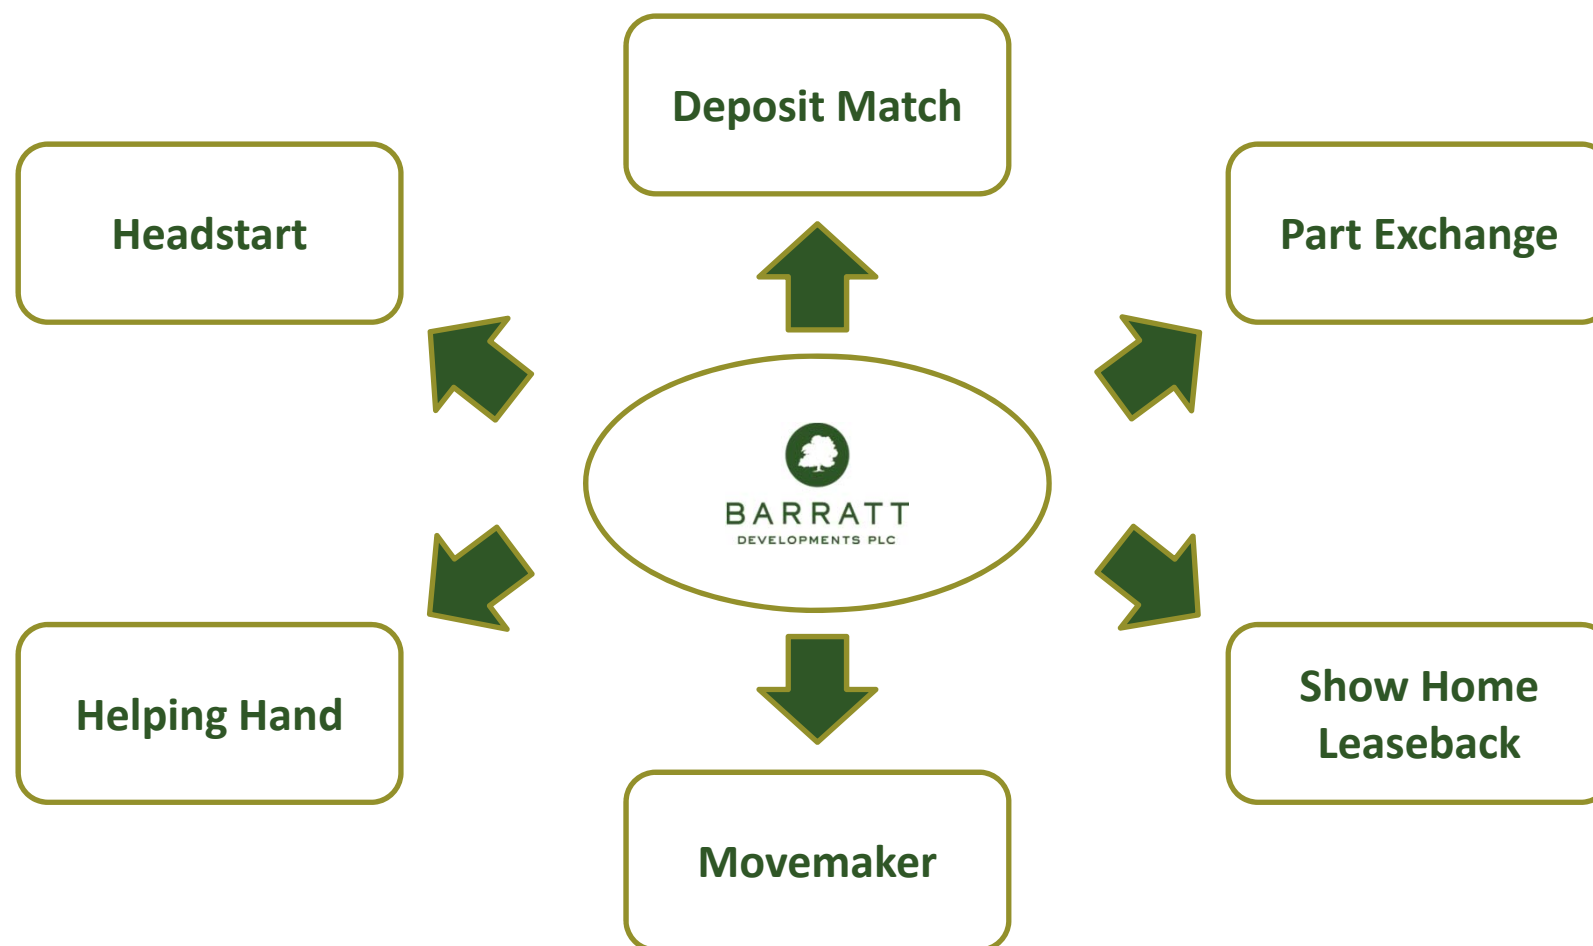 Deposit Match
Headstart
Part Exchange
BARRATT
DEVELOPMENTS PLC
Helping Hand
Show Home
Leaseback
Movemaker